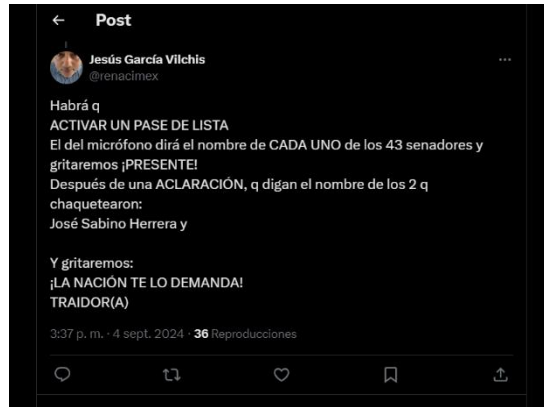 Post
Jesús García Vilchis
@renacimex
Habrá q
ACTIVAR UN PASE DE LISTA
El del micrófono dirá el nombre de CADA UNO de los 43 senadores y
gritaremos ¡PRESENTE!
Después de una ACLARACIÓN, q digan el nombre de los 2 q
chaquetearon:
José Sabino Herrera y
Y gritaremos:
¡LA NACIÓN TE LO DEMANDA!
TRAIDOR(A)
3:37 p. m. · 4 sept. 2024 · 36 Reproducciones